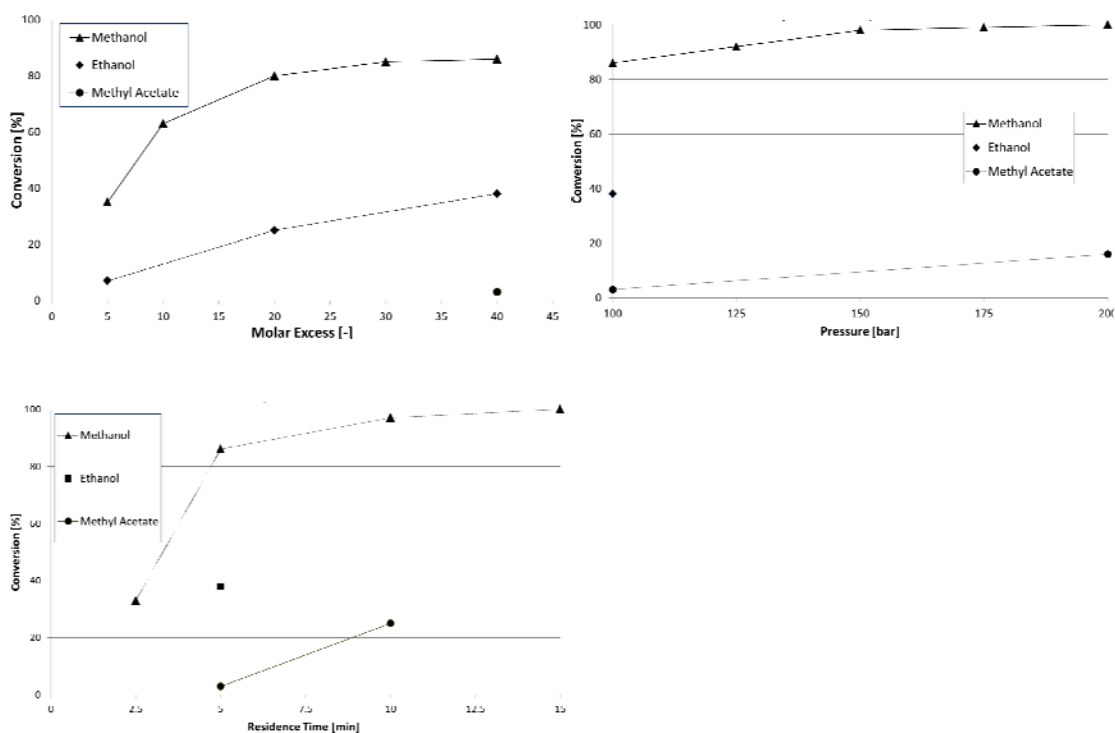 100
80
60
40
20
0
Conversion [%]
Methanol
Ethanol
Methyl Acetate
0 5 10 15 20 25 30 35 40 45
Molar Excess [-]
100
80
60
40
20
0
Conversion [%]
Methanol
Ethanol
Methyl Acetate
100 125 150 175 200
Pressure [bar]
100
80
60
40
20
0
Conversion [%]
Methanol
Ethanol
Methyl Acetate
0 2.5 5 7.5 10 12.5 15
Residence Time [min]